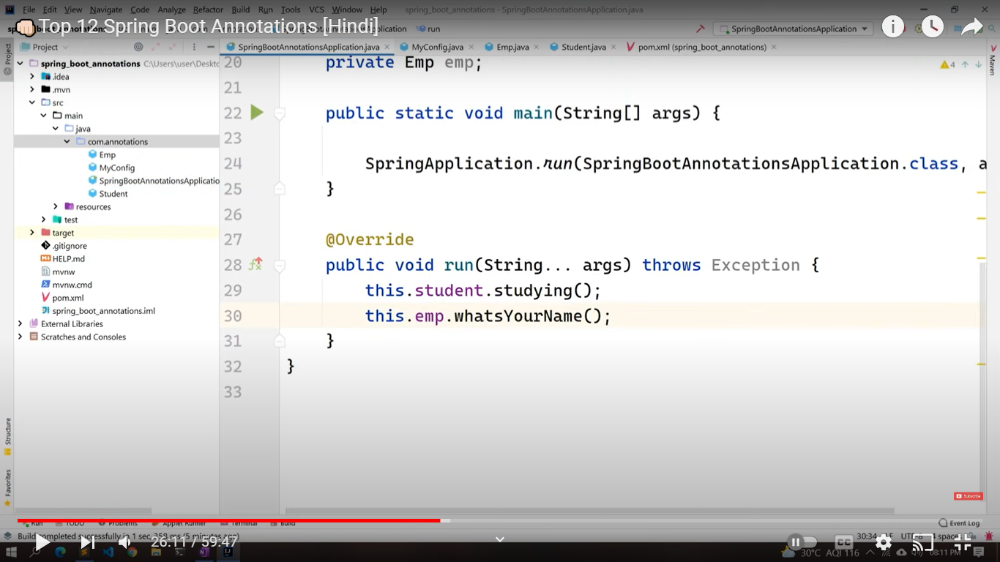 File Edit View Navigate Code Analyze Refactor Build Run Tools VCS Window Help spring_boot_annotations - SpringBootAnnotationsApplication.java
Top 12 Spring Boot Annotations [Hindi]
Application run
SpringBootAnnotationsApplication
Project
SpringBootAnnotationsApplication.java MyConfig.java Emp.java Student.java pom.xml (spring_boot_annotations)
Project
Maven
spring_boot_annotations C:\Users\user\Deskto
.idea
.mvn
src
main
java
com.annotations
Emp
MyConfig
SpringBootAnnotationsApplicatio
Student
resources
test
target
.gitignore
HELP.md
mvnw
mvnw.cmd
pom.xml
spring_boot_annotations.iml
External Libraries
Scratches and Consoles
4
20 private Emp emp;
21
22 public static void main(String[] args) {
23
24 SpringApplication.run(SpringBootAnnotationsApplication.class, a
25 }
26
27 @Override
28 public void run(String... args) throws Exception {
29 this.student.studying();
30 this.emp.whatsYourName();
31 }
32 }
33
Structure
Favorites
Subscribe
Run TODO Problems Applet Runner Terminal Build Event Log
Build completed successfully in 1 sec, 359 ms (5 minutes ago)
30:34 UTF-8 4 spaces
26:11 / 59:47
CC
30°C AQI 116 08:11 PM